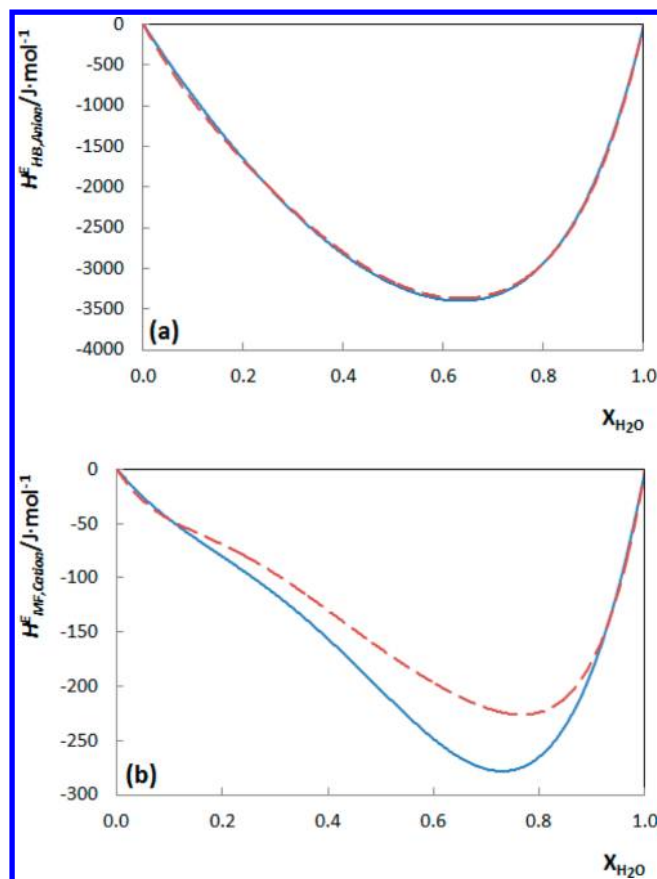 0
-500
-1000
-1500
-2000
-2500
-3000
-3500
-4000
H^E_HB,Anion/J·mol⁻¹
(a)
0.0 0.2 0.4 0.6 0.8 1.0
X_H₂O
0
-50
-100
-150
-200
-250
-300
H^E_MF,Cation/J·mol⁻¹
(b)
0.0 0.2 0.4 0.6 0.8 1.0
X_H₂O